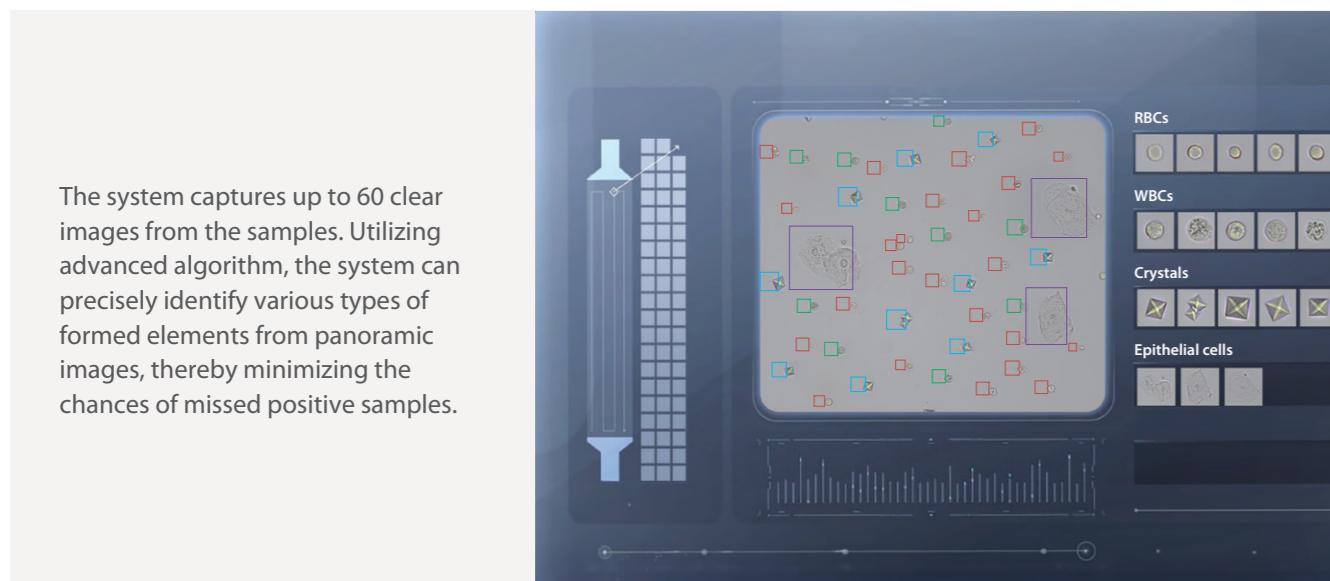 The system captures up to 60 clear
images from the samples. Utilizing
advanced algorithm, the system can
precisely identify various types of
formed elements from panoramic
images, thereby minimizing the
chances of missed positive samples.
RBCs
WBCs
Crystals
Epithelial cells